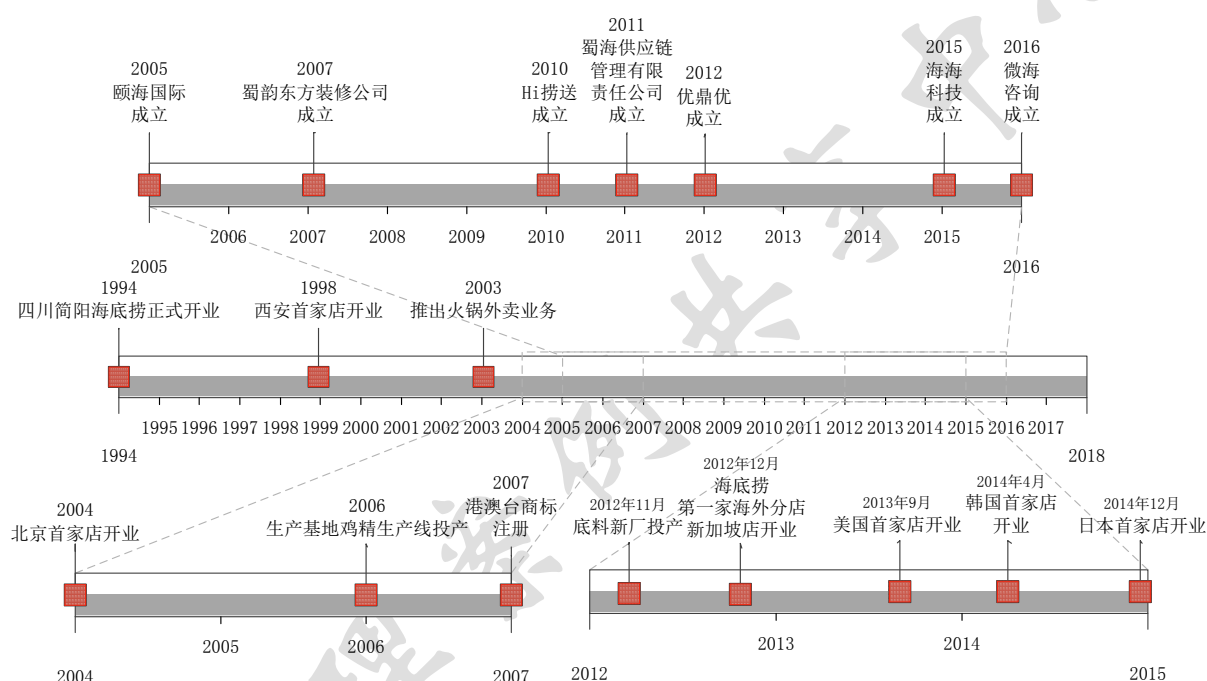 2005
颐海国际
成立
2007
蜀韵东方装修公司
成立
2010
Hi捞送
成立
2011
蜀海供应链
管理有限
责任公司
成立
2012
优鼎优
成立
2015
海海
科技
成立
2016
微海
咨询
成立
2006 2007 2008 2009 2010 2011 2012 2013 2014 2015
2005 2016
1994
四川简阳海底捞正式开业
1998
西安首家店开业
2003
推出火锅外卖业务
1995 1996 1997 1998 1999 2000 2001 2002 2003 2004 2005 2006 2007 2008 2009 2010 2011 2012 2013 2014 2015 2016 2017
1994 2018
2004
北京首家店开业
2006
生产基地鸡精生产线投产
2007
港澳台商标
注册
2012年11月
底料新厂投产
2012年12月
海底捞
第一家海外分店
新加坡店开业
2013年9月
美国首家店开业
2014年4月
韩国首家店
开业
2014年12月
日本首家店开业
2005 2006
2004 2007
2013 2014
2012 2015
案例共享中